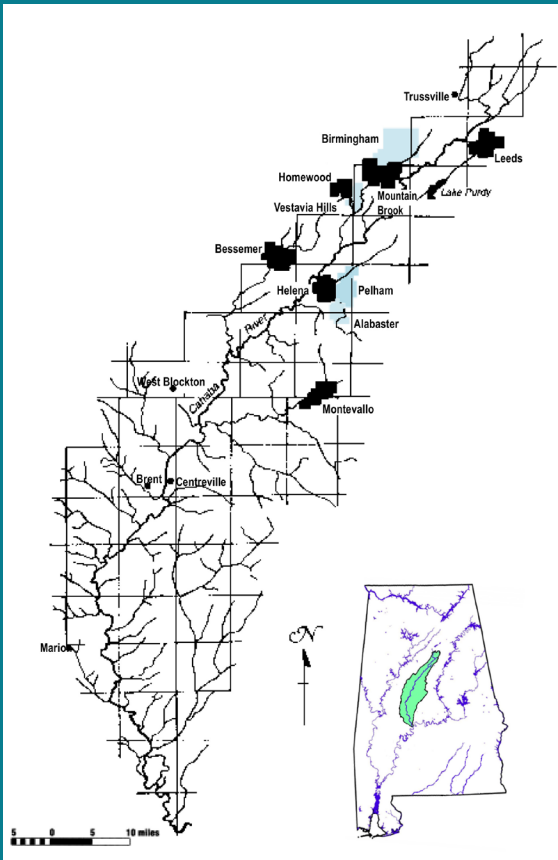 Trussville
Birmingham
Leeds
Homewood
Mountain
Brook
Lake Purdy
Vestavia Hills
Bessemer
Helena
Pelham
River
Alabaster
Cahaba
West Blockton
Montevallo
Brent
Centreville
Marion
N
5 0 5 10 miles